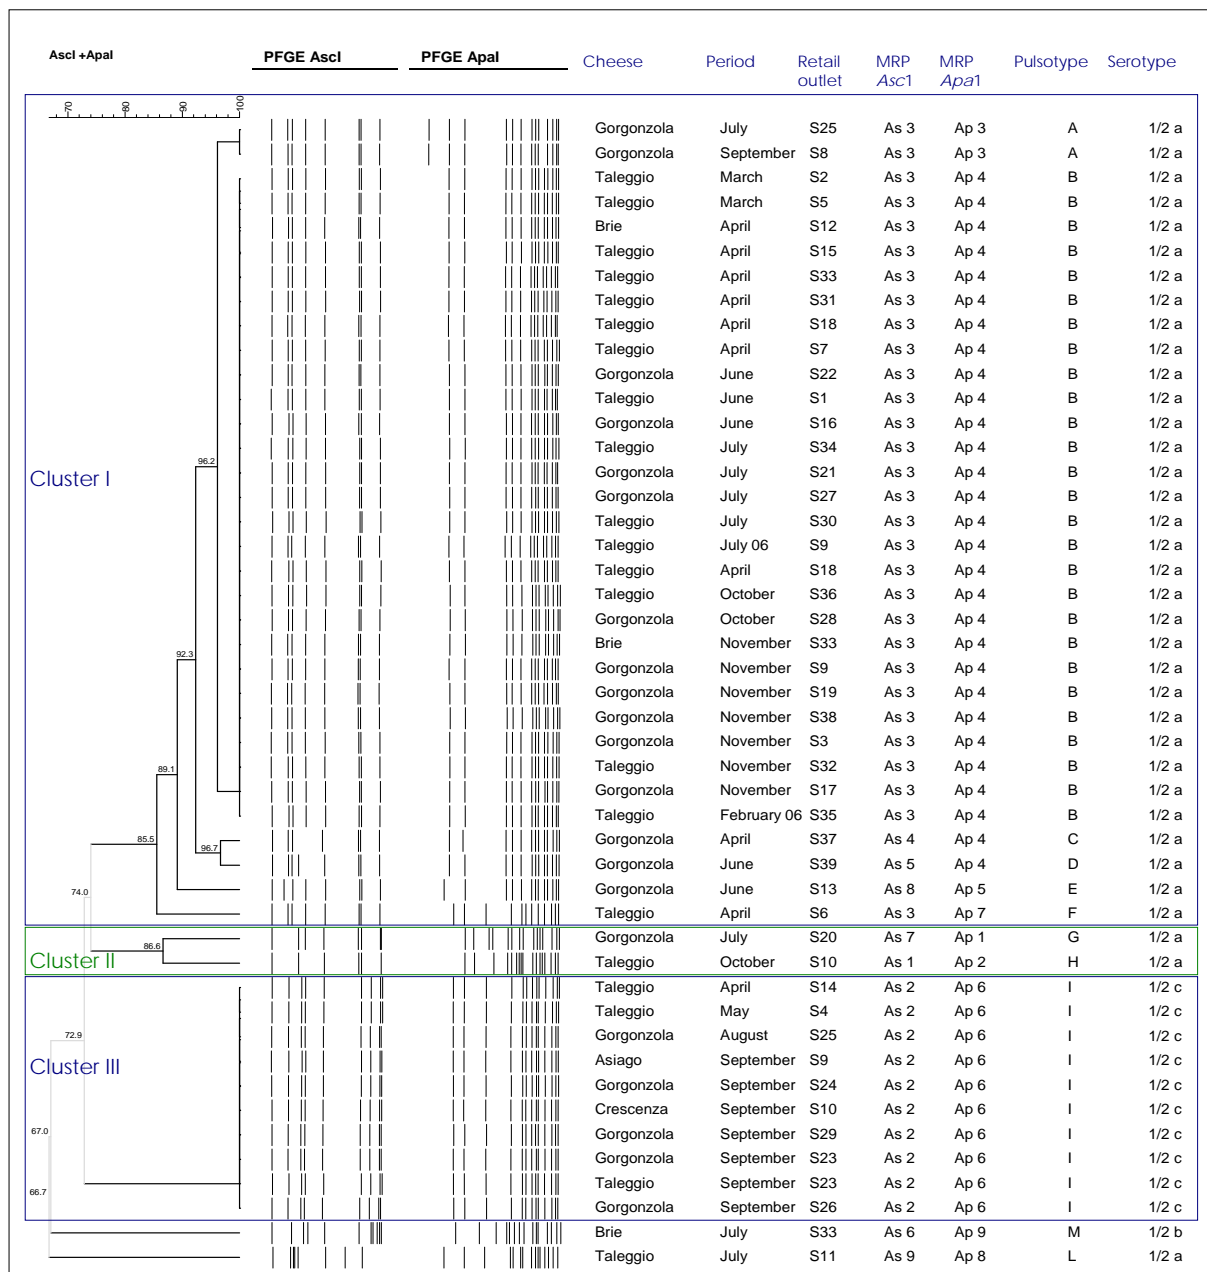 AscI +ApaI PFGE AscI PFGE ApaI Cheese Period Retail outlet MRP Asc1 MRP Apa1 Pulsotype Serotype
70 80 90 100
Gorgonzola July S25 As 3 Ap 3 A 1/2 a
Gorgonzola September S8 As 3 Ap 3 A 1/2 a
Taleggio March S2 As 3 Ap 4 B 1/2 a
Taleggio March S5 As 3 Ap 4 B 1/2 a
Brie April S12 As 3 Ap 4 B 1/2 a
Taleggio April S15 As 3 Ap 4 B 1/2 a
Taleggio April S33 As 3 Ap 4 B 1/2 a
Taleggio April S31 As 3 Ap 4 B 1/2 a
Taleggio April S18 As 3 Ap 4 B 1/2 a
Taleggio April S7 As 3 Ap 4 B 1/2 a
Gorgonzola June S22 As 3 Ap 4 B 1/2 a
Taleggio June S1 As 3 Ap 4 B 1/2 a
Gorgonzola June S16 As 3 Ap 4 B 1/2 a
Taleggio July S34 As 3 Ap 4 B 1/2 a
96.2
Gorgonzola July S21 As 3 Ap 4 B 1/2 a
Cluster I
Gorgonzola July S27 As 3 Ap 4 B 1/2 a
Taleggio July S30 As 3 Ap 4 B 1/2 a
Taleggio July 06 S9 As 3 Ap 4 B 1/2 a
Taleggio April S18 As 3 Ap 4 B 1/2 a
Taleggio October S36 As 3 Ap 4 B 1/2 a
Gorgonzola October S28 As 3 Ap 4 B 1/2 a
Brie November S33 As 3 Ap 4 B 1/2 a
92.3
Gorgonzola November S9 As 3 Ap 4 B 1/2 a
Gorgonzola November S19 As 3 Ap 4 B 1/2 a
Gorgonzola November S38 As 3 Ap 4 B 1/2 a
Gorgonzola November S3 As 3 Ap 4 B 1/2 a
Taleggio November S32 As 3 Ap 4 B 1/2 a
89.1
Gorgonzola November S17 As 3 Ap 4 B 1/2 a
Taleggio February 06 S35 As 3 Ap 4 B 1/2 a
85.5
Gorgonzola April S37 As 4 Ap 4 C 1/2 a
96.7
Gorgonzola June S39 As 5 Ap 4 D 1/2 a
74.0
Gorgonzola June S13 As 8 Ap 5 E 1/2 a
Taleggio April S6 As 3 Ap 7 F 1/2 a
Gorgonzola July S20 As 7 Ap 1 G 1/2 a
86.6
Cluster II
Taleggio October S10 As 1 Ap 2 H 1/2 a
Taleggio April S14 As 2 Ap 6 I 1/2 c
Taleggio May S4 As 2 Ap 6 I 1/2 c
72.9
Gorgonzola August S25 As 2 Ap 6 I 1/2 c
Cluster III
Asiago September S9 As 2 Ap 6 I 1/2 c
Gorgonzola September S24 As 2 Ap 6 I 1/2 c
Crescenza September S10 As 2 Ap 6 I 1/2 c
67.0
Gorgonzola September S29 As 2 Ap 6 I 1/2 c
Gorgonzola September S23 As 2 Ap 6 I 1/2 c
Taleggio September S23 As 2 Ap 6 I 1/2 c
66.7
Gorgonzola September S26 As 2 Ap 6 I 1/2 c
Brie July S33 As 6 Ap 9 M 1/2 b
Taleggio July S11 As 9 Ap 8 L 1/2 a